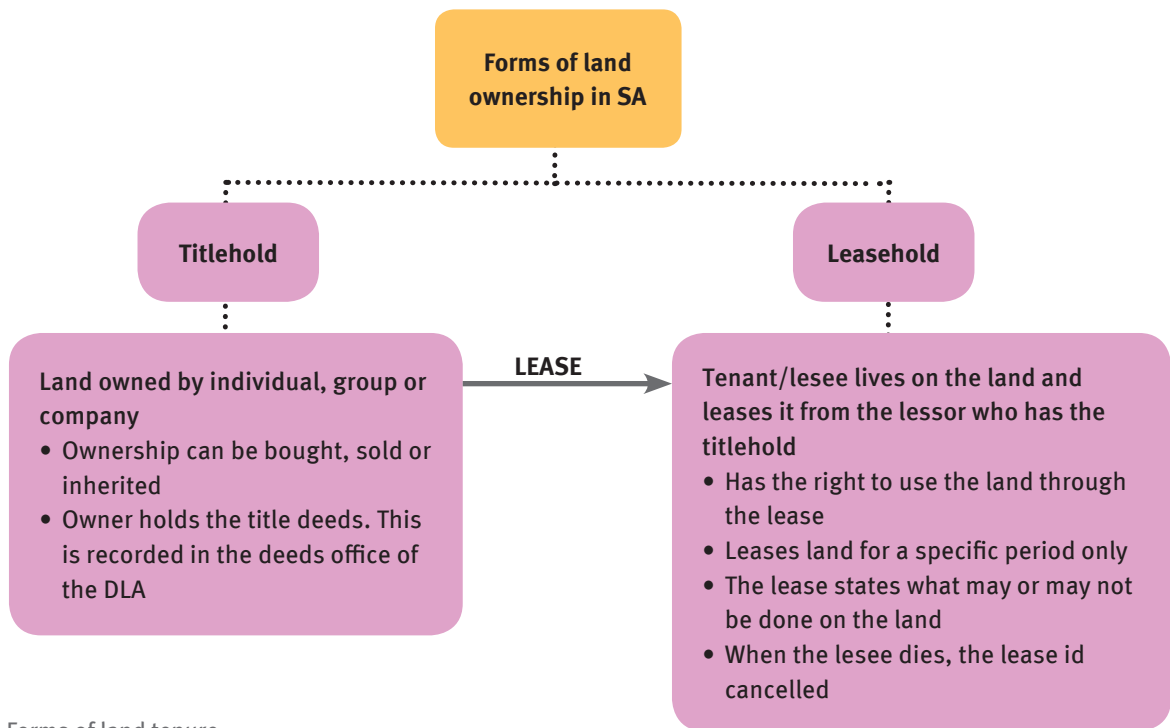 Forms of land
ownership in SA
Titlehold
Leasehold
Land owned by individual, group or
company
• Ownership can be bought, sold or
inherited
• Owner holds the title deeds. This
is recorded in the deeds office of
the DLA
LEASE
Tenant/lesee lives on the land and
leases it from the lessor who has the
titlehold
• Has the right to use the land through
the lease
• Leases land for a specific period only
• The lease states what may or may not
be done on the land
• When the lesee dies, the lease id
cancelled
Forms of land tenure